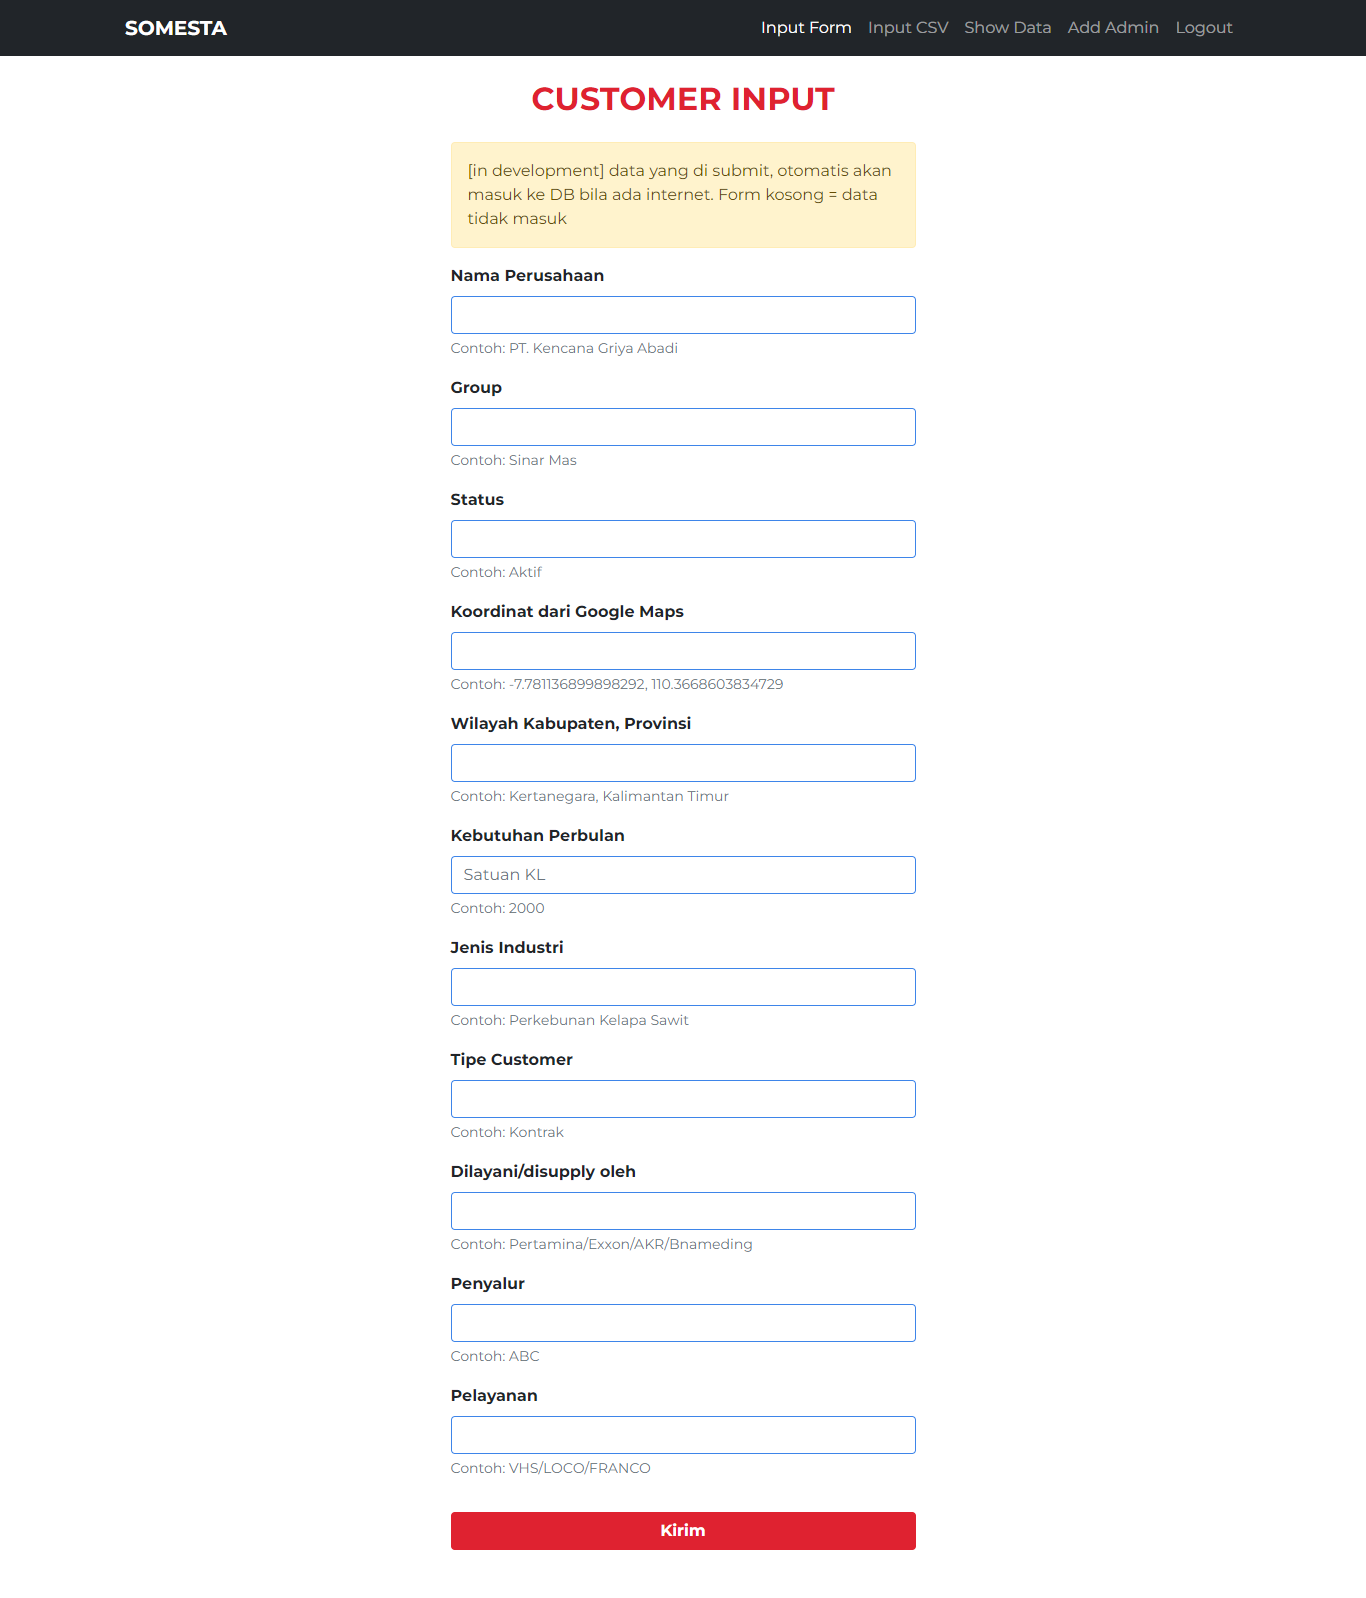 SOMESTA
Input Form Input CSV Show Data Add Admin Logout
CUSTOMER INPUT
[in development] data yang di submit, otomatis akan
masuk ke DB bila ada internet. Form kosong = data
tidak masuk
Nama Perusahaan
Contoh: PT. Kencana Griya Abadi
Group
Contoh: Sinar Mas
Status
Contoh: Aktif
Koordinat dari Google Maps
Contoh: -7.781136899898292, 110.3668603834729
Wilayah Kabupaten, Provinsi
Contoh: Kertanegara, Kalimantan Timur
Kebutuhan Perbulan
Satuan KL
Contoh: 2000
Jenis Industri
Contoh: Perkebunan Kelapa Sawit
Tipe Customer
Contoh: Kontrak
Dilayani/disupply oleh
Contoh: Pertamina/Exxon/AKR/Bnameding
Penyalur
Contoh: ABC
Pelayanan
Contoh: VHS/LOCO/FRANCO
Kirim